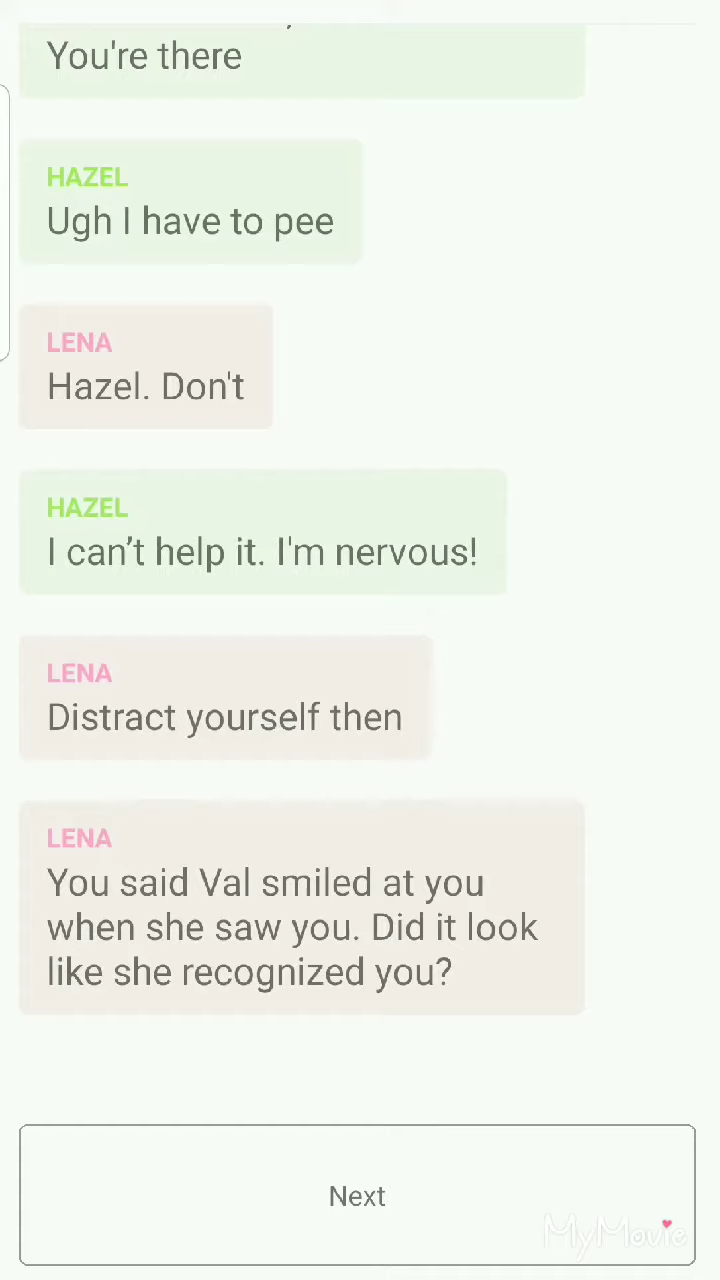 You're there
HAZEL
Ugh I have to pee
LENA
Hazel. Don't
HAZEL
I can’t help it. I'm nervous!
LENA
Distract yourself then
LENA
You said Val smiled at you
when she saw you. Did it look
like she recognized you?
Next
MyMovie